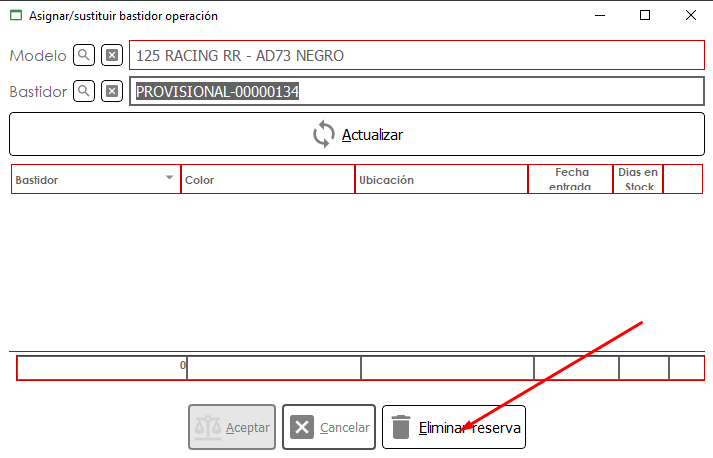 Asignar/sustituir bastidor operación
Modelo 125 RACING RR - AD73 NEGRO
Bastidor PROVISIONAL-00000134
Actualizar
Bastidor Color Ubicación Fecha entrada Dias en Stock
0
Aceptar Cancelar Eliminar reserva